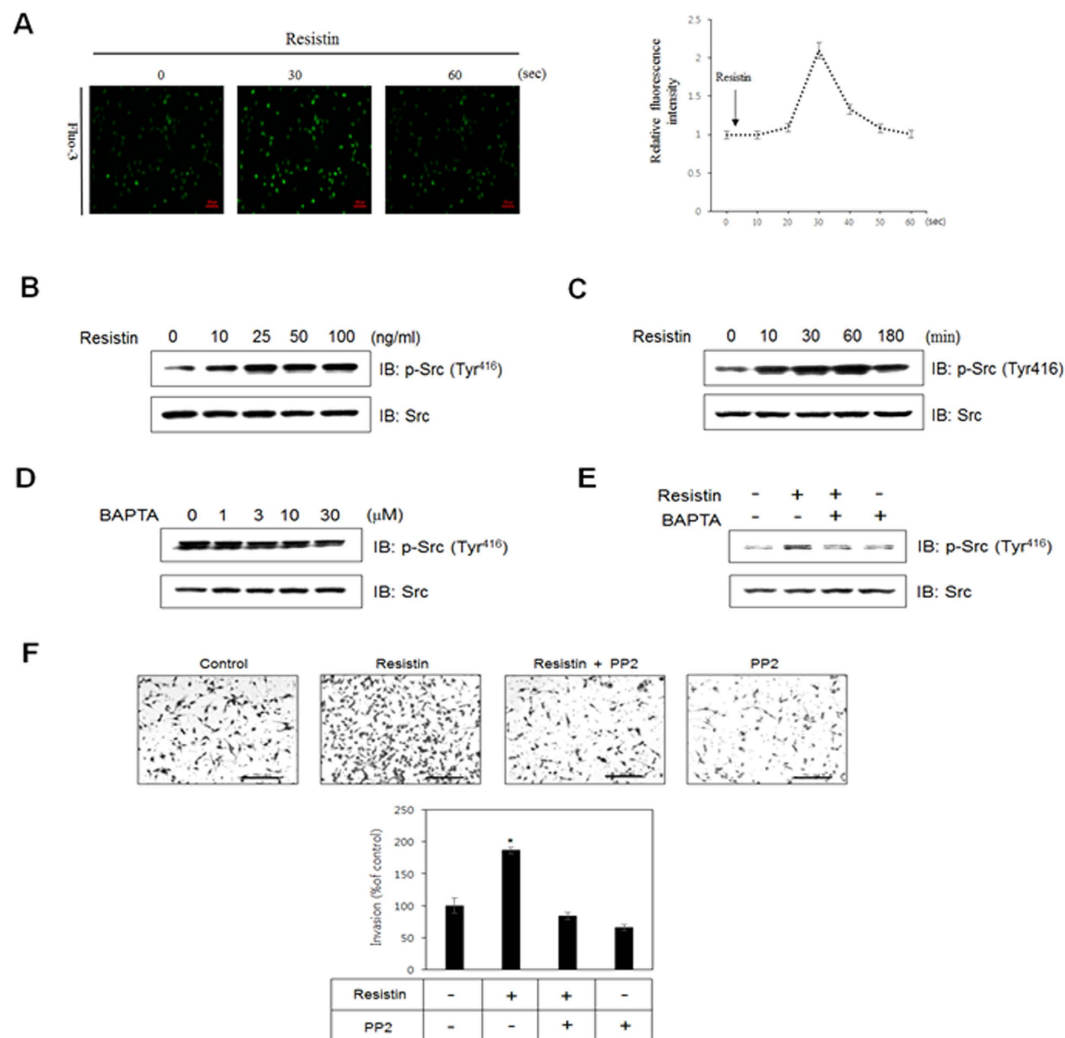 A
Resistin
0 30 60 (sec)
Fluo-3
Relative fluorescence
intensity
2.5
2
1.5
1
0.5
0
Resistin
0 10 20 30 40 50 60 (sec)
B
Resistin 0 10 25 50 100 (ng/ml)
IB: p-Src (Tyr⁴¹⁶)
IB: Src
C
Resistin 0 10 30 60 180 (min)
IB: p-Src (Tyr416)
IB: Src
D
BAPTA 0 1 3 10 30 (μM)
IB: p-Src (Tyr⁴¹⁶)
IB: Src
E
Resistin - + + -
BAPTA - - + +
IB: p-Src (Tyr⁴¹⁶)
IB: Src
F
Control Resistin Resistin + PP2 PP2
Invasion (%of control)
250
200
150
100
50
0
*
Resistin - + + -
PP2 - - + +